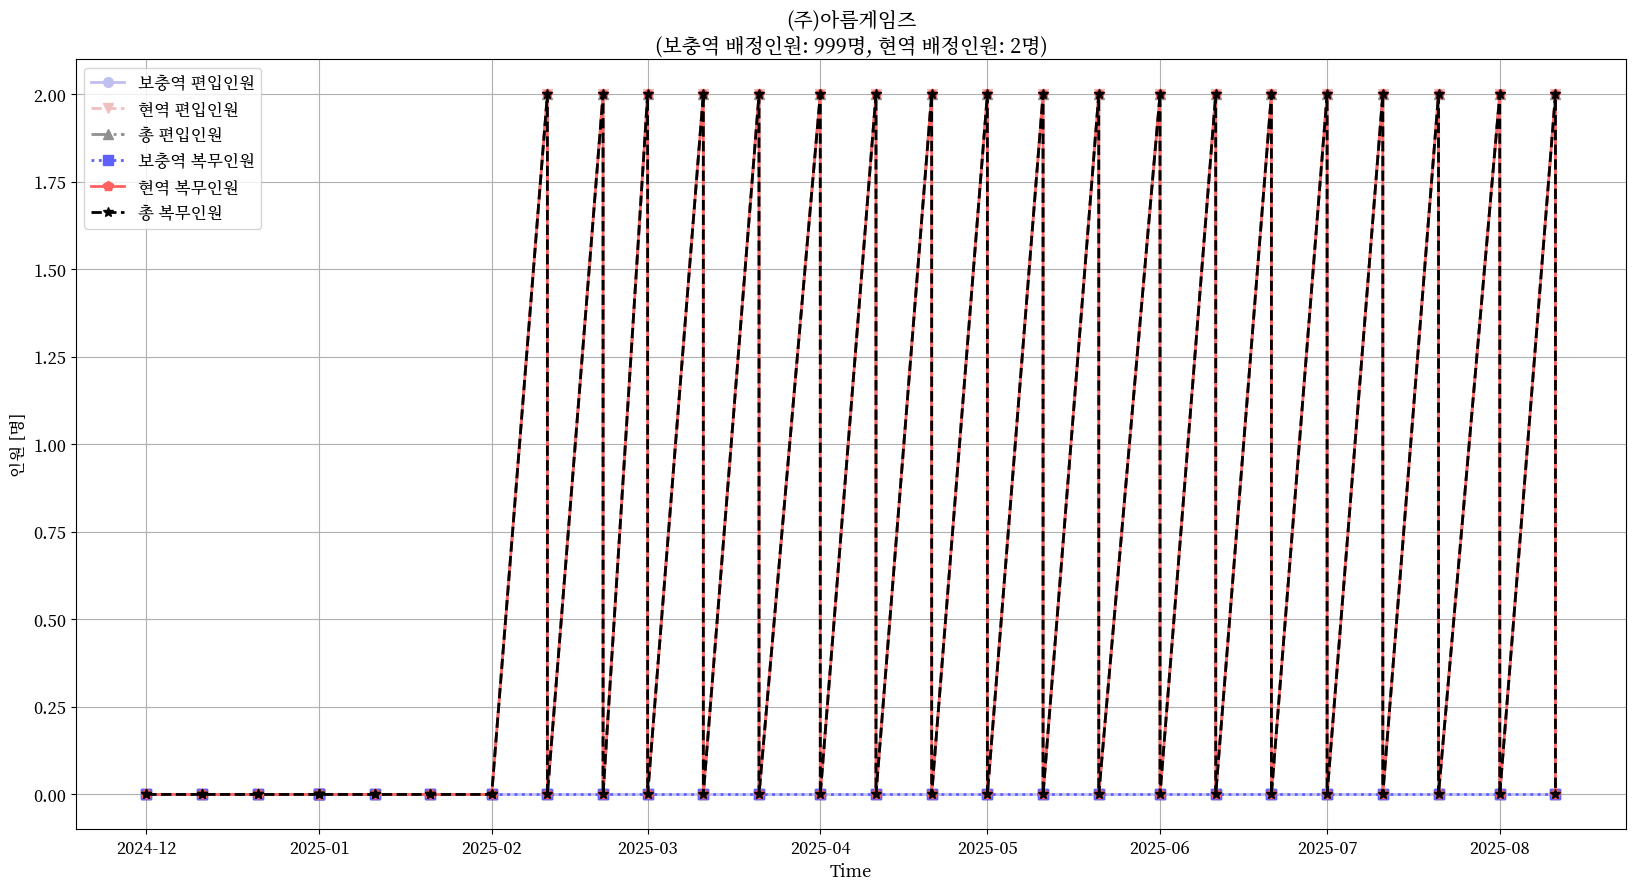 (주)아름게임즈
(보충역 배정인원: 999명, 현역 배정인원: 2명)
보충역 편입인원
현역 편입인원
총 편입인원
보충역 복무인원
현역 복무인원
총 복무인원
2.00
1.75
1.50
1.25
1.00
0.75
0.50
0.25
0.00
인원 [명]
2024-12 2025-01 2025-02 2025-03 2025-04 2025-05 2025-06 2025-07 2025-08
Time